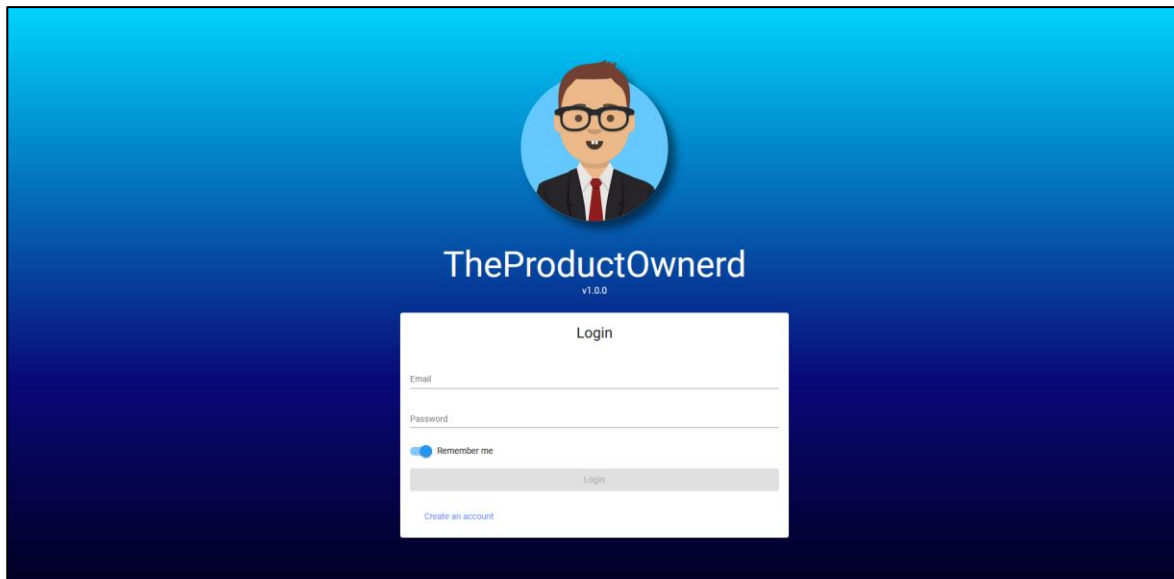 TheProductOwnerd
v1.0.0
Login
Email
Password
Remember me
Login
Create an account